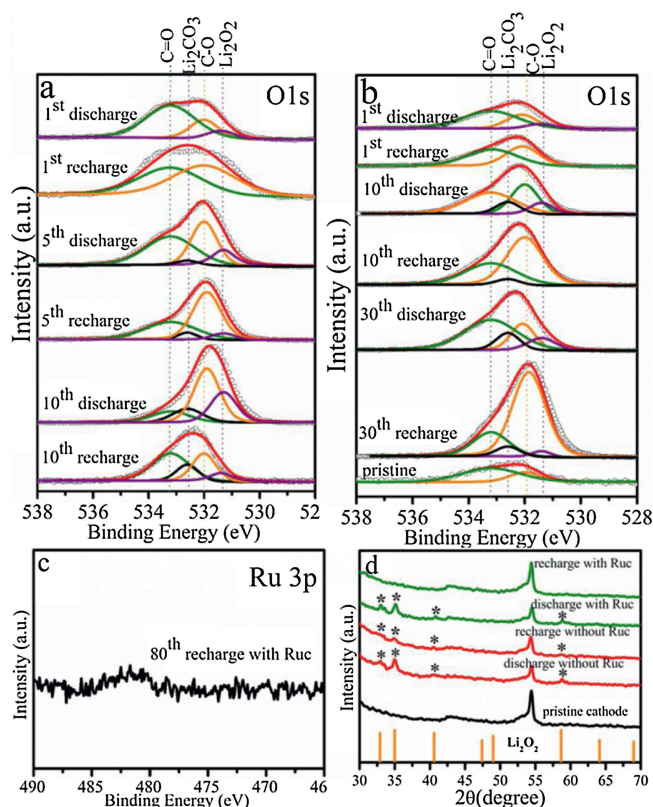 C=O Li2CO3 C-O Li2O2
a O1s
1st discharge
1st recharge
5th discharge
5th recharge
10th discharge
10th recharge
Intensity (a.u.)
538 536 534 532 530 52
Binding Energy (eV)
C=O Li2CO3 C-O Li2O2
b O1s
1st discharge
1st recharge
10th discharge
10th recharge
30th discharge
30th recharge
pristine
Intensity (a.u.)
538 536 534 532 530 528
Binding Energy (eV)
c Ru 3p
80th recharge with Ruc
Intensity (a.u.)
490 485 480 475 470 465 46
Binding Energy (eV)
d
recharge with Ruc
* * * discharge with Ruc *
* * * recharge without Ruc *
* * * discharge without Ruc *
pristine cathode
Li2O2
Intensity (a.u.)
30 35 40 45 50 55 60 65 70
2θ(degree)